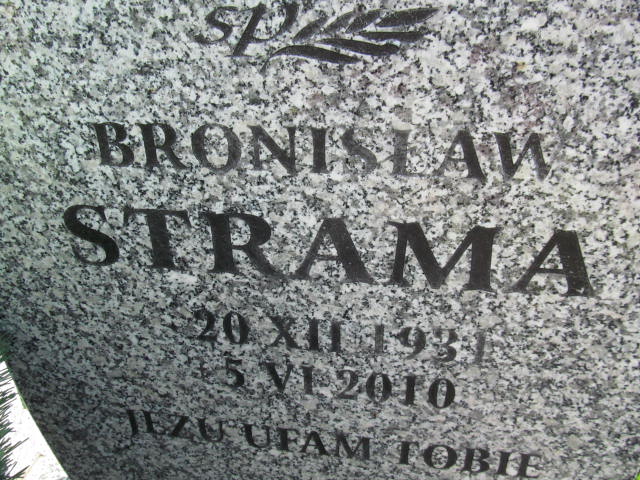 sp
BRONISŁAW
STRAMA
20 XII 1931
5 VI 2010
JEZU UFAM TOBIE